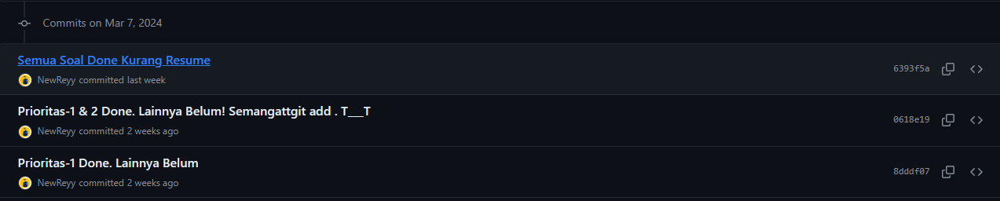 Commits on Mar 7, 2024
Semua Soal Done Kurang Resume
6393f5a
NewReyy committed last week
Prioritas-1 & 2 Done. Lainnya Belum! Semangattgit add . T___T
0618e19
NewReyy committed 2 weeks ago
Prioritas-1 Done. Lainnya Belum
8dddf07
NewReyy committed 2 weeks ago